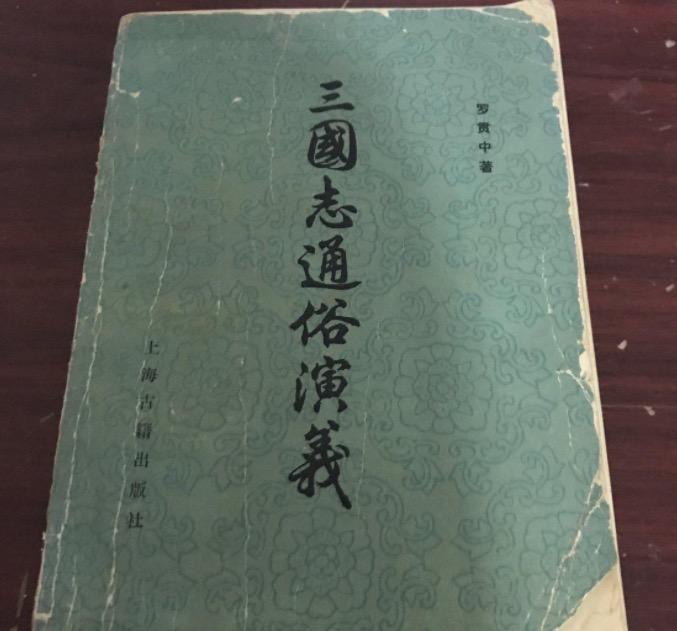 罗贯中著
三國志通俗演義
上海古籍出版社